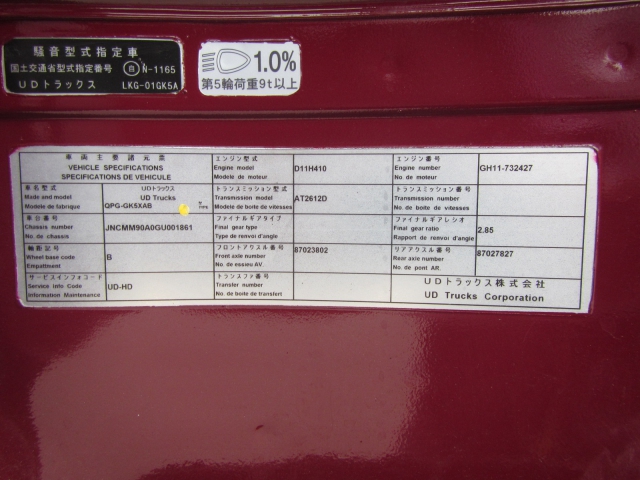 騒音型式指定車
国土交通省型式指定番号 自 N-1165
UDトラックス LKG-01GK5A
1.0%
第5輪荷重9t以上
車両主要諸元票
VEHICLE SPECIFICATIONS
SPECIFICATIONS DE VEHICULE
エンジン型式
Engine model
Modele de moteur
D11H410
エンジン番号
Engine number
No. de moteur
GH11-732427
車名型式
Made and model
Modele de fabrique
UDトラックス
UD Trucks
QPG-GK5XAB
TYPE
トランスミッション型式
Transmission model
Modele de boite de vitesses
AT2612D
トランスミッション番号
Transmission number
No. de boite de vitesses
車台番号
Chassis number
No. de chassis
JNCMM90A0GU001861
ファイナルギアタイプ
Final gear type
Type de renvoi d'angle
ファイナルギアレシオ
Final gear ratio
Rapport de renvoi d'angle
2.85
軸距記号
Wheel base code
Empattiment
B
フロントアクスル番号
Front axle number
No. de essieu AV.
87023802
リアアクスル番号
Rear axle number
No. de pont AR.
87027827
サービスインフォコード
Service info Code
Information Maintenance
UD-HD
トランスファ番号
Transfer number
No. de boite de transfert
UDトラックス株式会社
UD Trucks Corporation